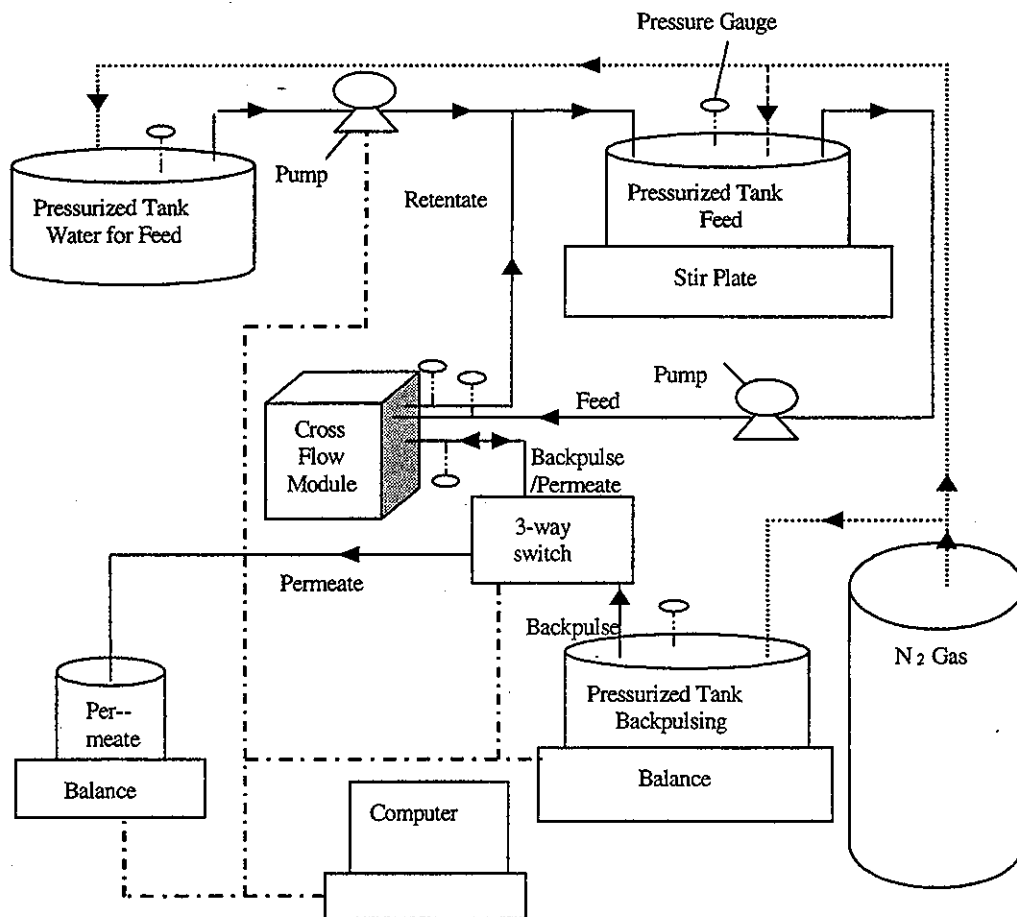 Pressure Gauge
Pump
Pressurized Tank
Water for Feed
Retentate
Pressurized Tank
Feed
Stir Plate
Pump
Feed
Cross
Flow
Module
Backpulse
/Permeate
3-way
switch
Permeate
Backpulse
N 2 Gas
Pressurized Tank
Backpulsing
Per--
meate
Balance
Balance
Computer